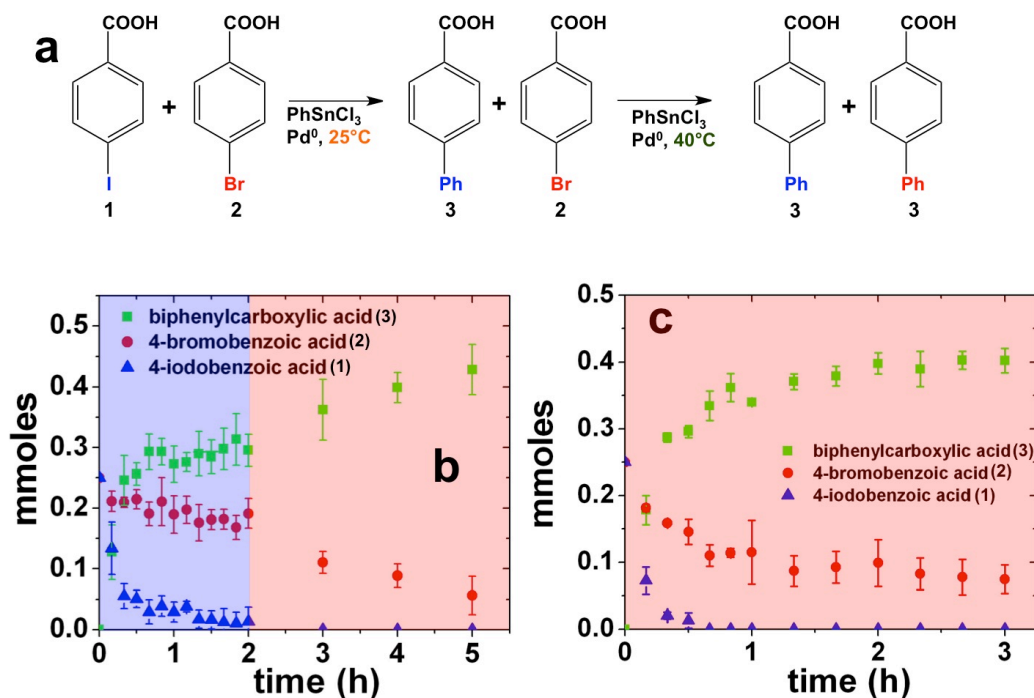 a
COOH COOH COOH COOH COOH COOH
+ + +
PhSnCl₃ PhSnCl₃
Pd⁰, 25°C Pd⁰, 40°C
I Br Ph Br Ph Ph
1 2 3 2 3 3
b
biphenylcarboxylic acid (3)
4-bromobenzoic acid (2)
4-iodobenzoic acid (1)
mmoles
0.5
0.4
0.3
0.2
0.1
0.0
0 1 2 3 4 5
time (h)
c
biphenylcarboxylic acid (3)
4-bromobenzoic acid (2)
4-iodobenzoic acid (1)
mmoles
0.5
0.4
0.3
0.2
0.1
0.0
0 1 2 3
time (h)